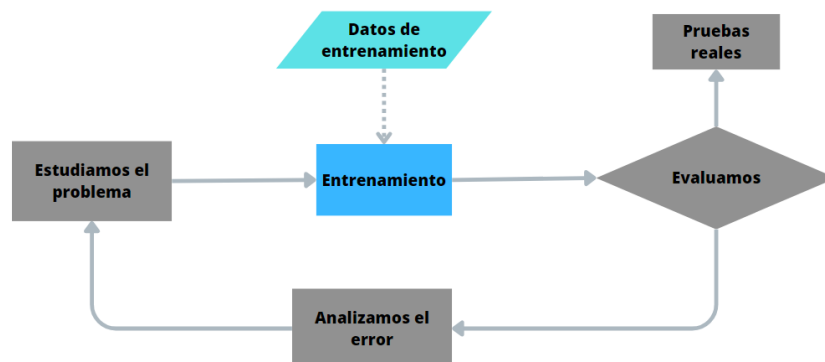 Datos de
entrenamiento
Pruebas
reales
Estudiamos el
problema
Entrenamiento
Evaluamos
Analizamos el
error